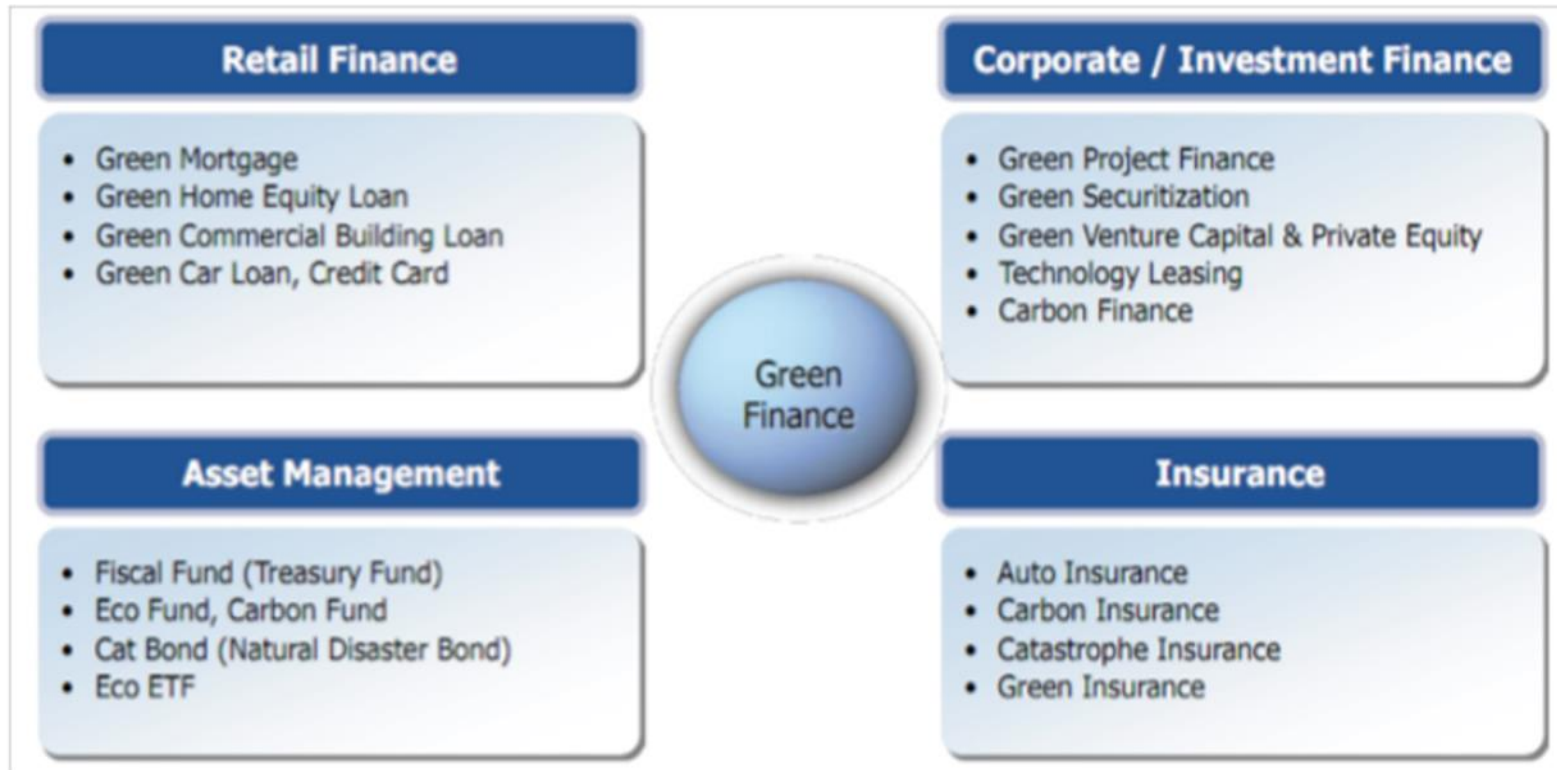 Retail Finance
• Green Mortgage
• Green Home Equity Loan
• Green Commercial Building Loan
• Green Car Loan, Credit Card
Corporate / Investment Finance
• Green Project Finance
• Green Securitization
• Green Venture Capital & Private Equity
• Technology Leasing
• Carbon Finance
Green
Finance
Asset Management
• Fiscal Fund (Treasury Fund)
• Eco Fund, Carbon Fund
• Cat Bond (Natural Disaster Bond)
• Eco ETF
Insurance
• Auto Insurance
• Carbon Insurance
• Catastrophe Insurance
• Green Insurance